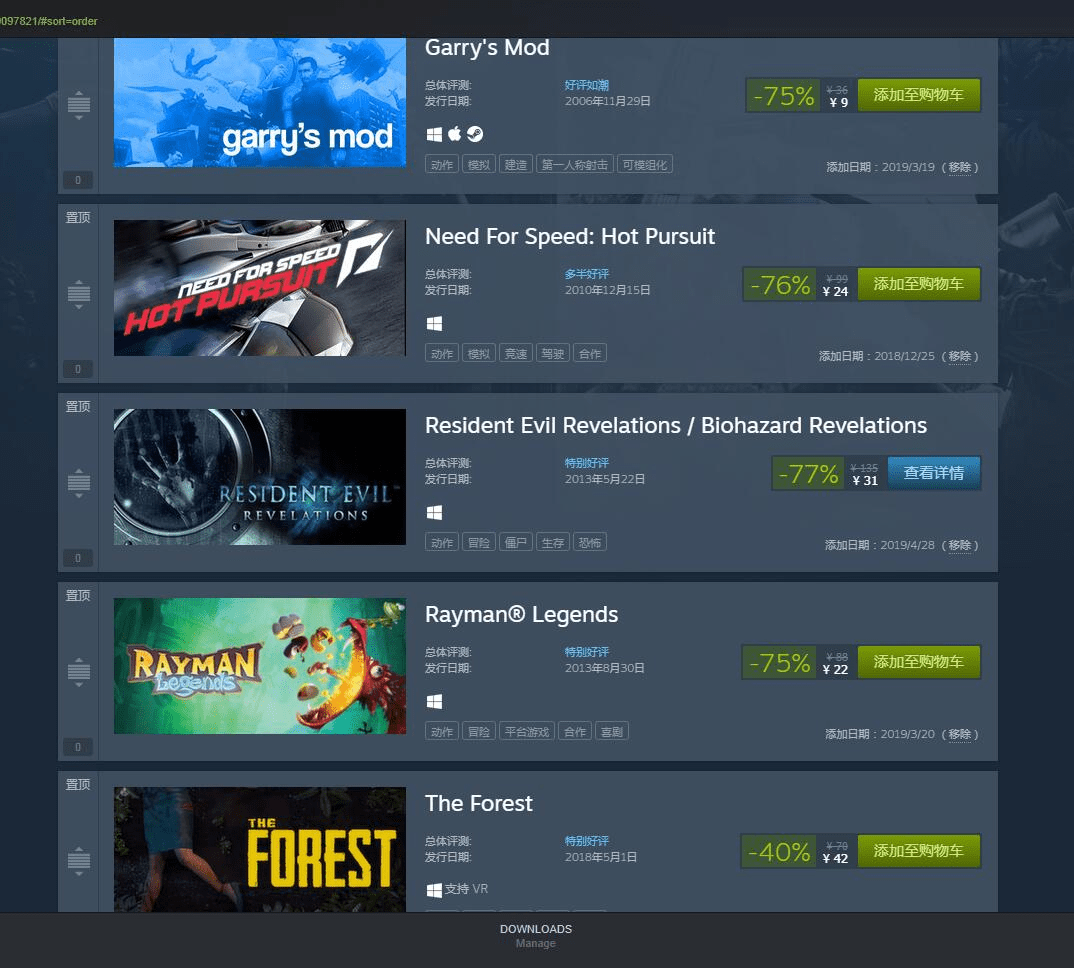 0097821/#sort=order
Garry's Mod
总体评测: 好评如潮
发行日期: 2006年11月29日
-75% ¥ 36 ¥ 9 添加至购物车
garry's mod
动作 模拟 建造 第一人称射击 可模组化
添加日期：2019/3/19 ( 移除 )
0
置顶
Need For Speed: Hot Pursuit
NEED FOR SPEED
HOT PURSUIT
总体评测: 多半好评
发行日期: 2010年12月15日
-76% ¥ 99 ¥ 24 添加至购物车
动作 模拟 竞速 驾驶 合作
添加日期：2018/12/25 ( 移除 )
0
置顶
Resident Evil Revelations / Biohazard Revelations
总体评测: 特别好评
发行日期: 2013年5月22日
-77% ¥ 135 ¥ 31 查看详情
RESIDENT EVIL™
REVELATIONS
动作 冒险 僵尸 生存 恐怖
添加日期：2019/4/28 ( 移除 )
0
置顶
Rayman® Legends
总体评测: 特别好评
发行日期: 2013年8月30日
-75% ¥ 88 ¥ 22 添加至购物车
RAYMAN
Legends
动作 冒险 平台游戏 合作 喜剧
添加日期：2019/3/20 ( 移除 )
0
置顶
The Forest
THE
FOREST
总体评测: 特别好评
发行日期: 2018年5月1日
-40% ¥ 70 ¥ 42 添加至购物车
支持 VR
DOWNLOADS
Manage